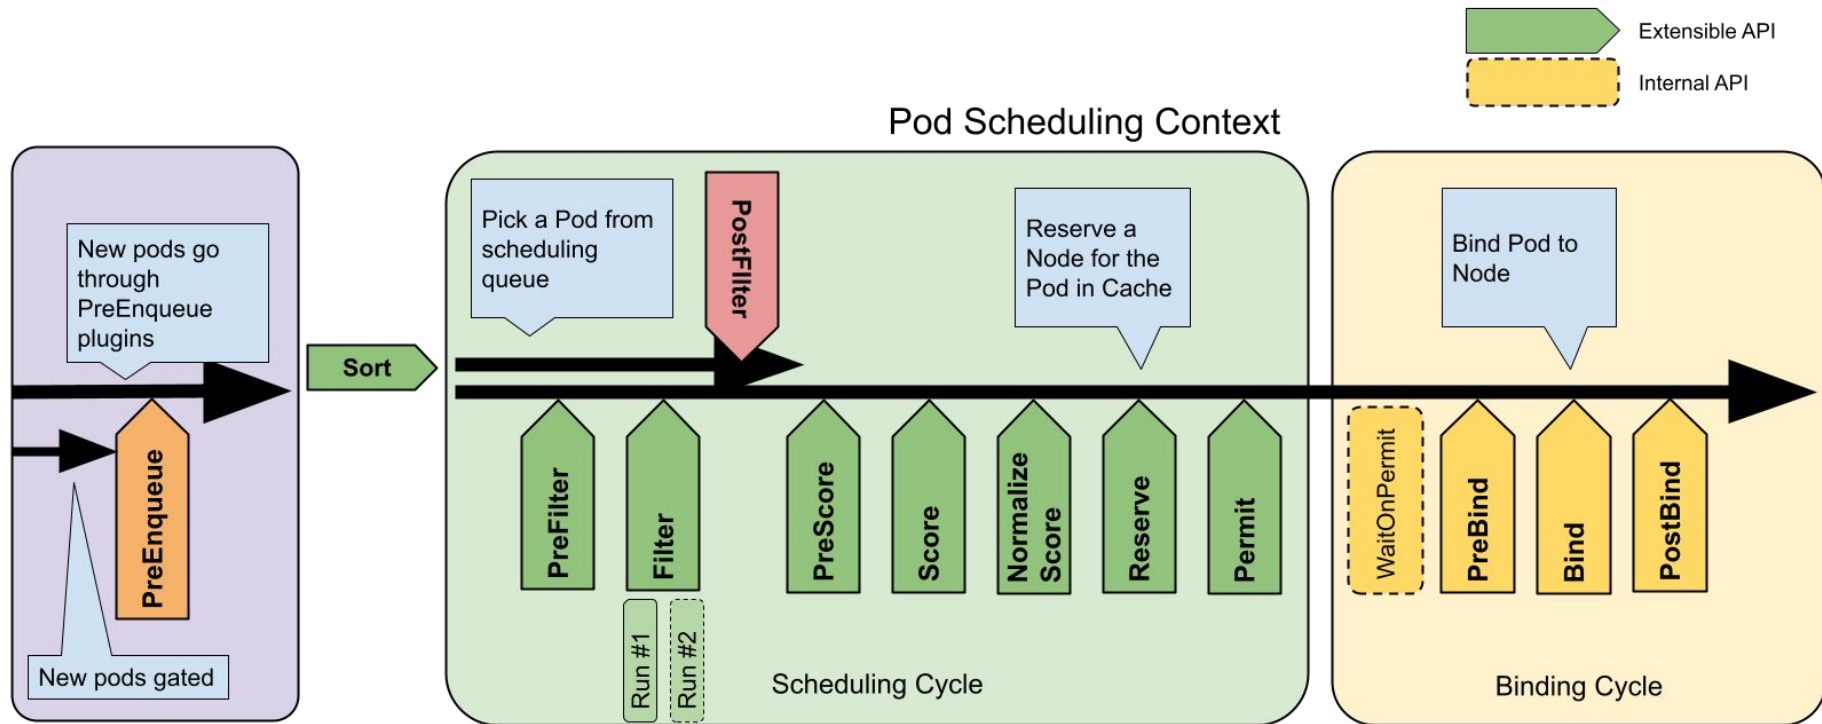 Extensible API
Internal API
Pod Scheduling Context
New pods go
through
PreEnqueue
plugins
PreEnqueue
New pods gated
Sort
Pick a Pod from
scheduling
queue
PostFIlter
Reserve a
Node for the
Pod in Cache
PreFilter
Filter
Run #1
Run #2
PreScore
Score
Normalize
Score
Reserve
Permit
Scheduling Cycle
Bind Pod to
Node
WaitOnPermit
PreBind
Bind
PostBind
Binding Cycle